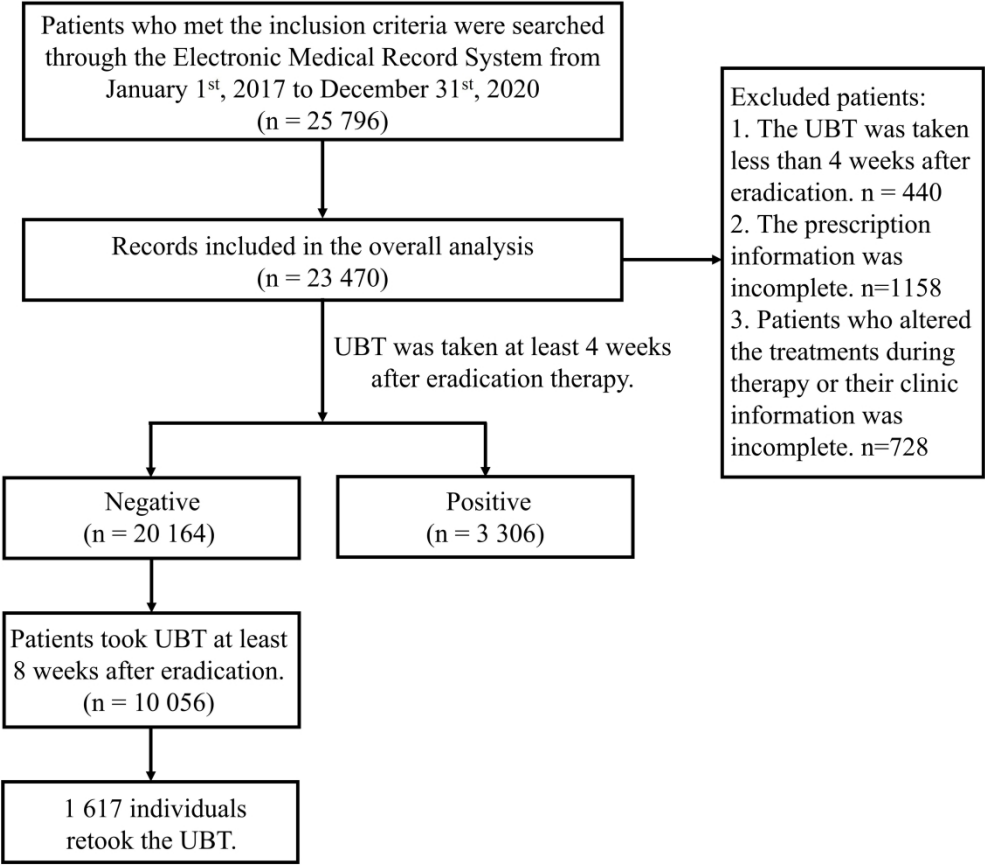 Patients who met the inclusion criteria were searched
through the Electronic Medical Record System from
January 1st, 2017 to December 31st, 2020
(n = 25 796)
Excluded patients:
1. The UBT was taken
less than 4 weeks after
eradication. n = 440
2. The prescription
information was
incomplete. n=1158
3. Patients who altered
the treatments during
therapy or their clinic
information was
incomplete. n=728
Records included in the overall analysis
(n = 23 470)
UBT was taken at least 4 weeks
after eradication therapy.
Negative
(n = 20 164)
Positive
(n = 3 306)
Patients took UBT at least
8 weeks after eradication.
(n = 10 056)
1 617 individuals
retook the UBT.